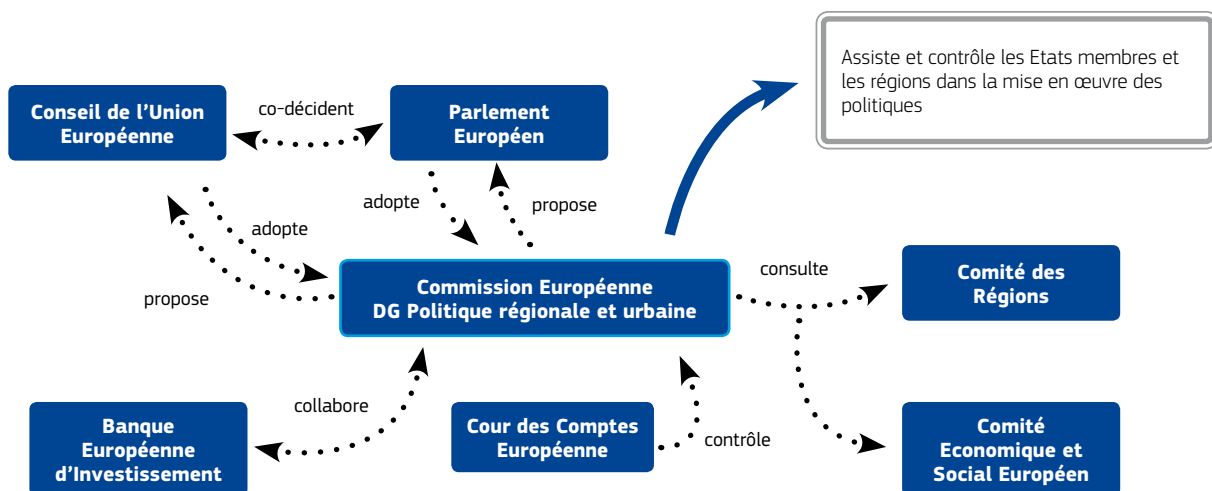 Assiste et contrôle les Etats membres et
les régions dans la mise en œuvre des
politiques
Conseil de l'Union
Européenne
co-décident
Parlement
Européen
adopte
propose
adopte
propose
Commission Européenne
DG Politique régionale et urbaine
consulte
Comité des
Régions
collabore
Banque
Européenne
d'Investissement
Cour des Comptes
Européenne
contrôle
Comité
Economique et
Social Européen